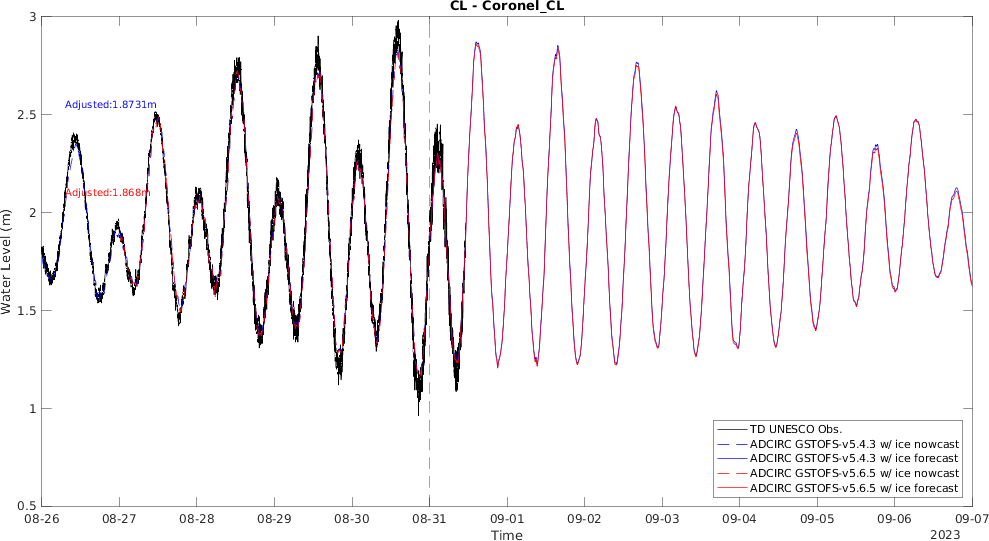 CL - Coronel_CL
3
2.5
2
1.5
1
0.5
Water Level (m)
Adjusted:1.8731m
Adjusted:1.868m
TD UNESCO Obs.
ADCIRC GSTOFS-v5.4.3 w/ ice nowcast
ADCIRC GSTOFS-v5.4.3 w/ ice forecast
ADCIRC GSTOFS-v5.6.5 w/ ice nowcast
ADCIRC GSTOFS-v5.6.5 w/ ice forecast
08-26 08-27 08-28 08-29 08-30 08-31 09-01 09-02 09-03 09-04 09-05 09-06 09-07
Time
2023